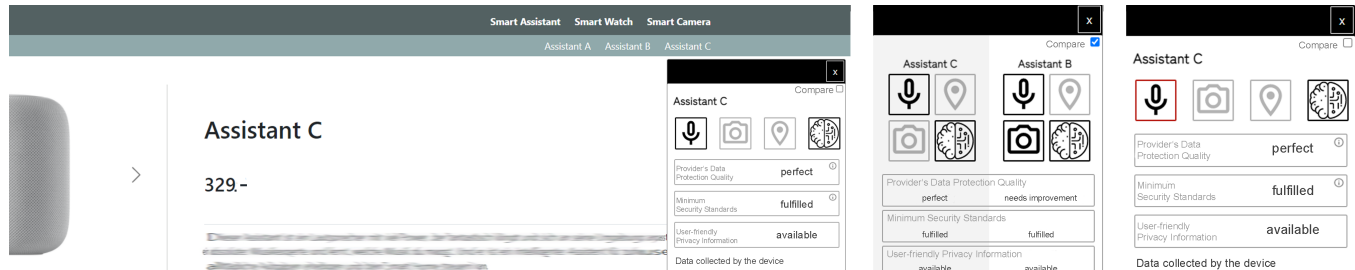 Smart Assistant Smart Watch Smart Camera
Assistant A Assistant B Assistant C
Assistant C
329.-
x
Compare
Assistant C
Provider's Data
Protection Quality
perfect
Minimum
Security Standards
fulfilled
User-friendly
Privacy Information
available
Data collected by the device
x
Compare
Assistant C Assistant B
Provider's Data Protection Quality
perfect needs improvement
Minimum Security Standards
fulfilled fulfilled
User-friendly Privacy Information
available available
x
Compare
Assistant C
Provider's Data
Protection Quality
perfect
Minimum
Security Standards
fulfilled
User-friendly
Privacy Information
available
Data collected by the device